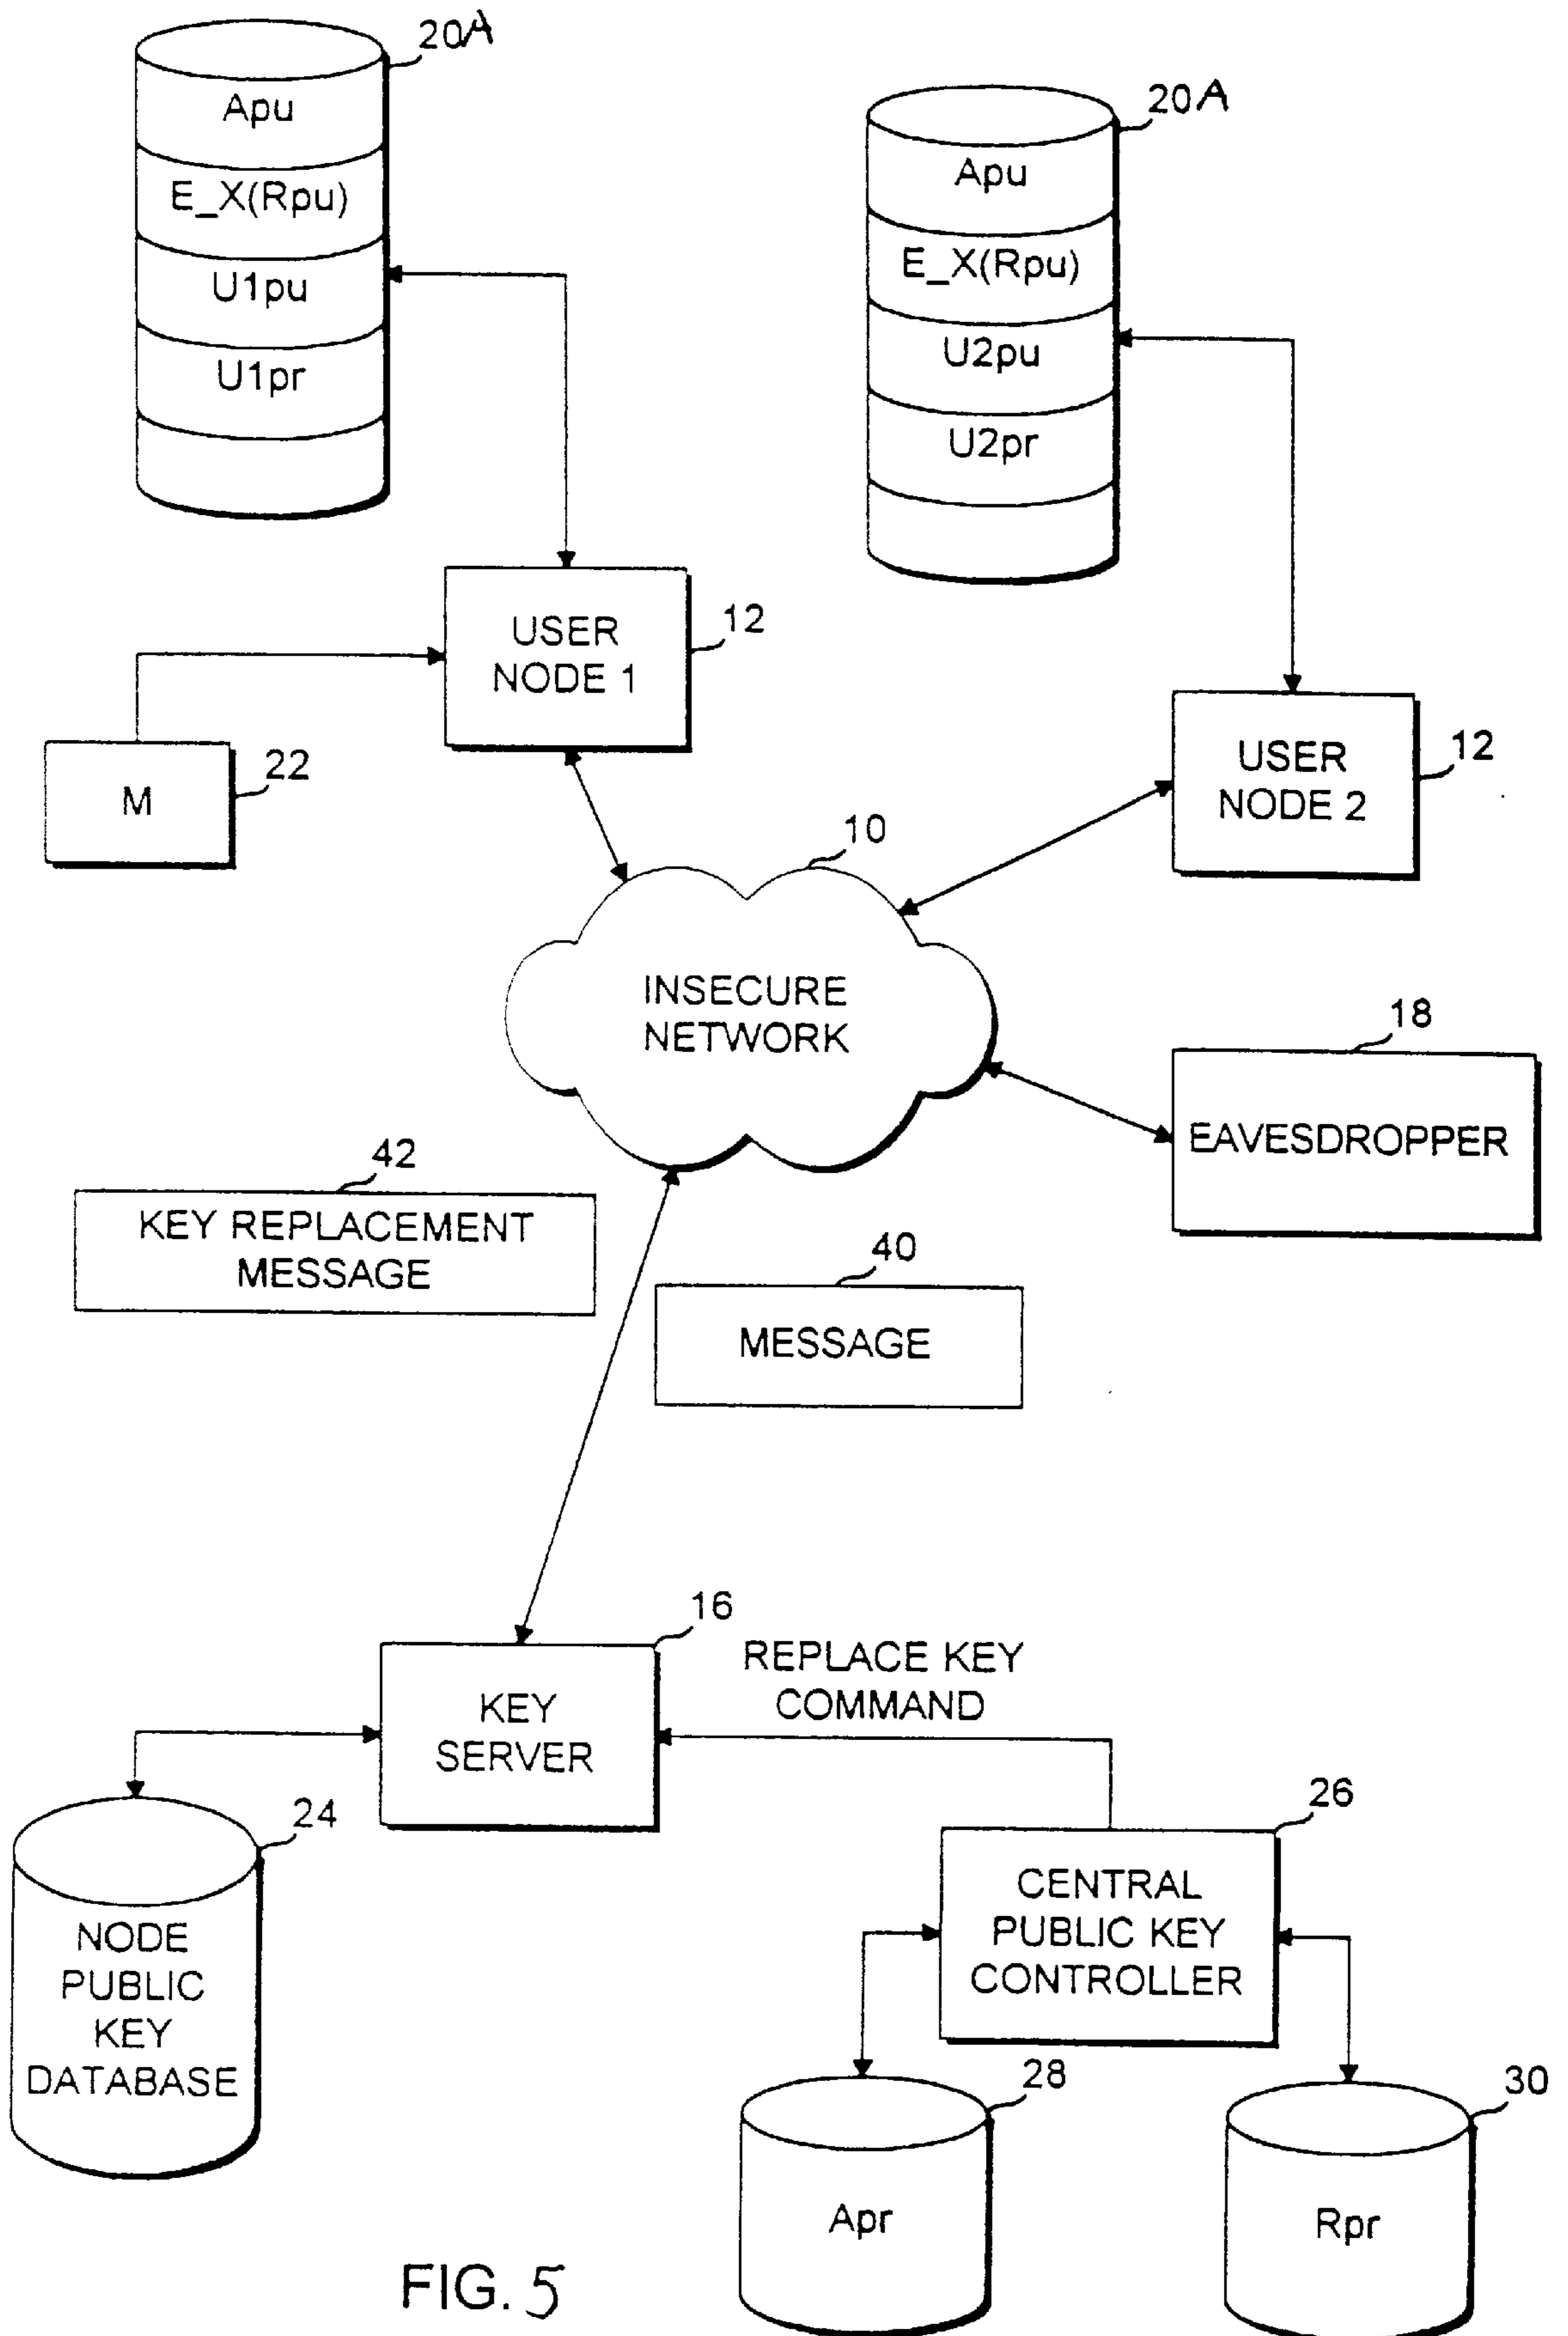 20A
Apu
E_X(Rpu)
U1pu
U1pr
20A
Apu
E_X(Rpu)
U2pu
U2pr
USER
NODE 1
12
M
22
USER
NODE 2
12
10
INSECURE
NETWORK
18
EAVESDROPPER
42
KEY REPLACEMENT
MESSAGE
40
MESSAGE
16
KEY
SERVER
REPLACE KEY
COMMAND
24
NODE
PUBLIC
KEY
DATABASE
26
CENTRAL
PUBLIC KEY
CONTROLLER
28
Apr
30
Rpr
FIG. 5